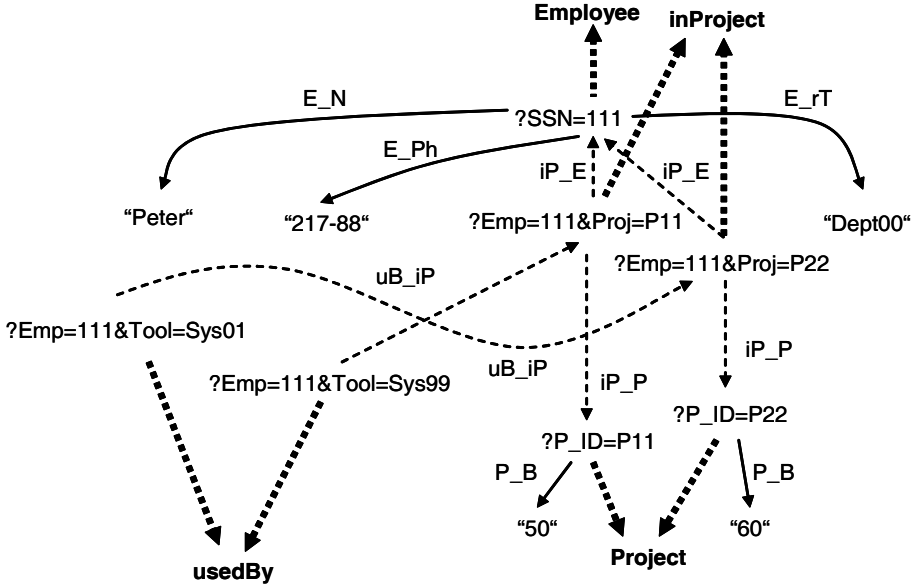 Employee
inProject
E_N
E_rT
?SSN=111
E_Ph
iP_E
iP_E
“Peter“
“217-88“
?Emp=111&Proj=P11
“Dept00“
?Emp=111&Proj=P22
uB_iP
?Emp=111&Tool=Sys01
uB_iP
?Emp=111&Tool=Sys99
iP_P
iP_P
?P_ID=P22
?P_ID=P11
P_B
P_B
“50“
“60“
Project
usedBy